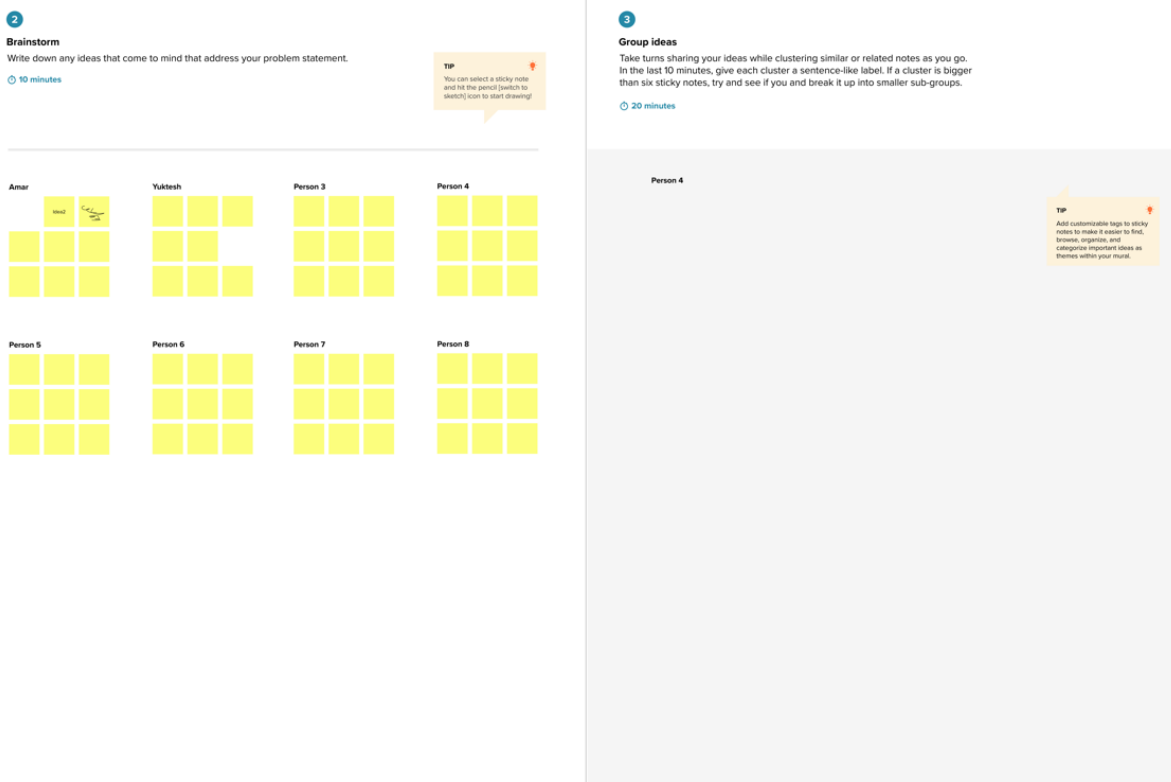 2
Brainstorm
Write down any ideas that come to mind that address your problem statement.
10 minutes
TIP
You can select a sticky note
and hit the pencil [switch to
sketch] icon to start drawing!
Amar
Yuktesh
Person 3
Person 4
Idea2
Person 5
Person 6
Person 7
Person 8
3
Group ideas
Take turns sharing your ideas while clustering similar or related notes as you go.
In the last 10 minutes, give each cluster a sentence-like label. If a cluster is bigger
than six sticky notes, try and see if you and break it up into smaller sub-groups.
20 minutes
Person 4
TIP
Add customizable tags to sticky
notes to make it easier to find,
browse, organize, and
categorize important ideas as
themes within your mural.